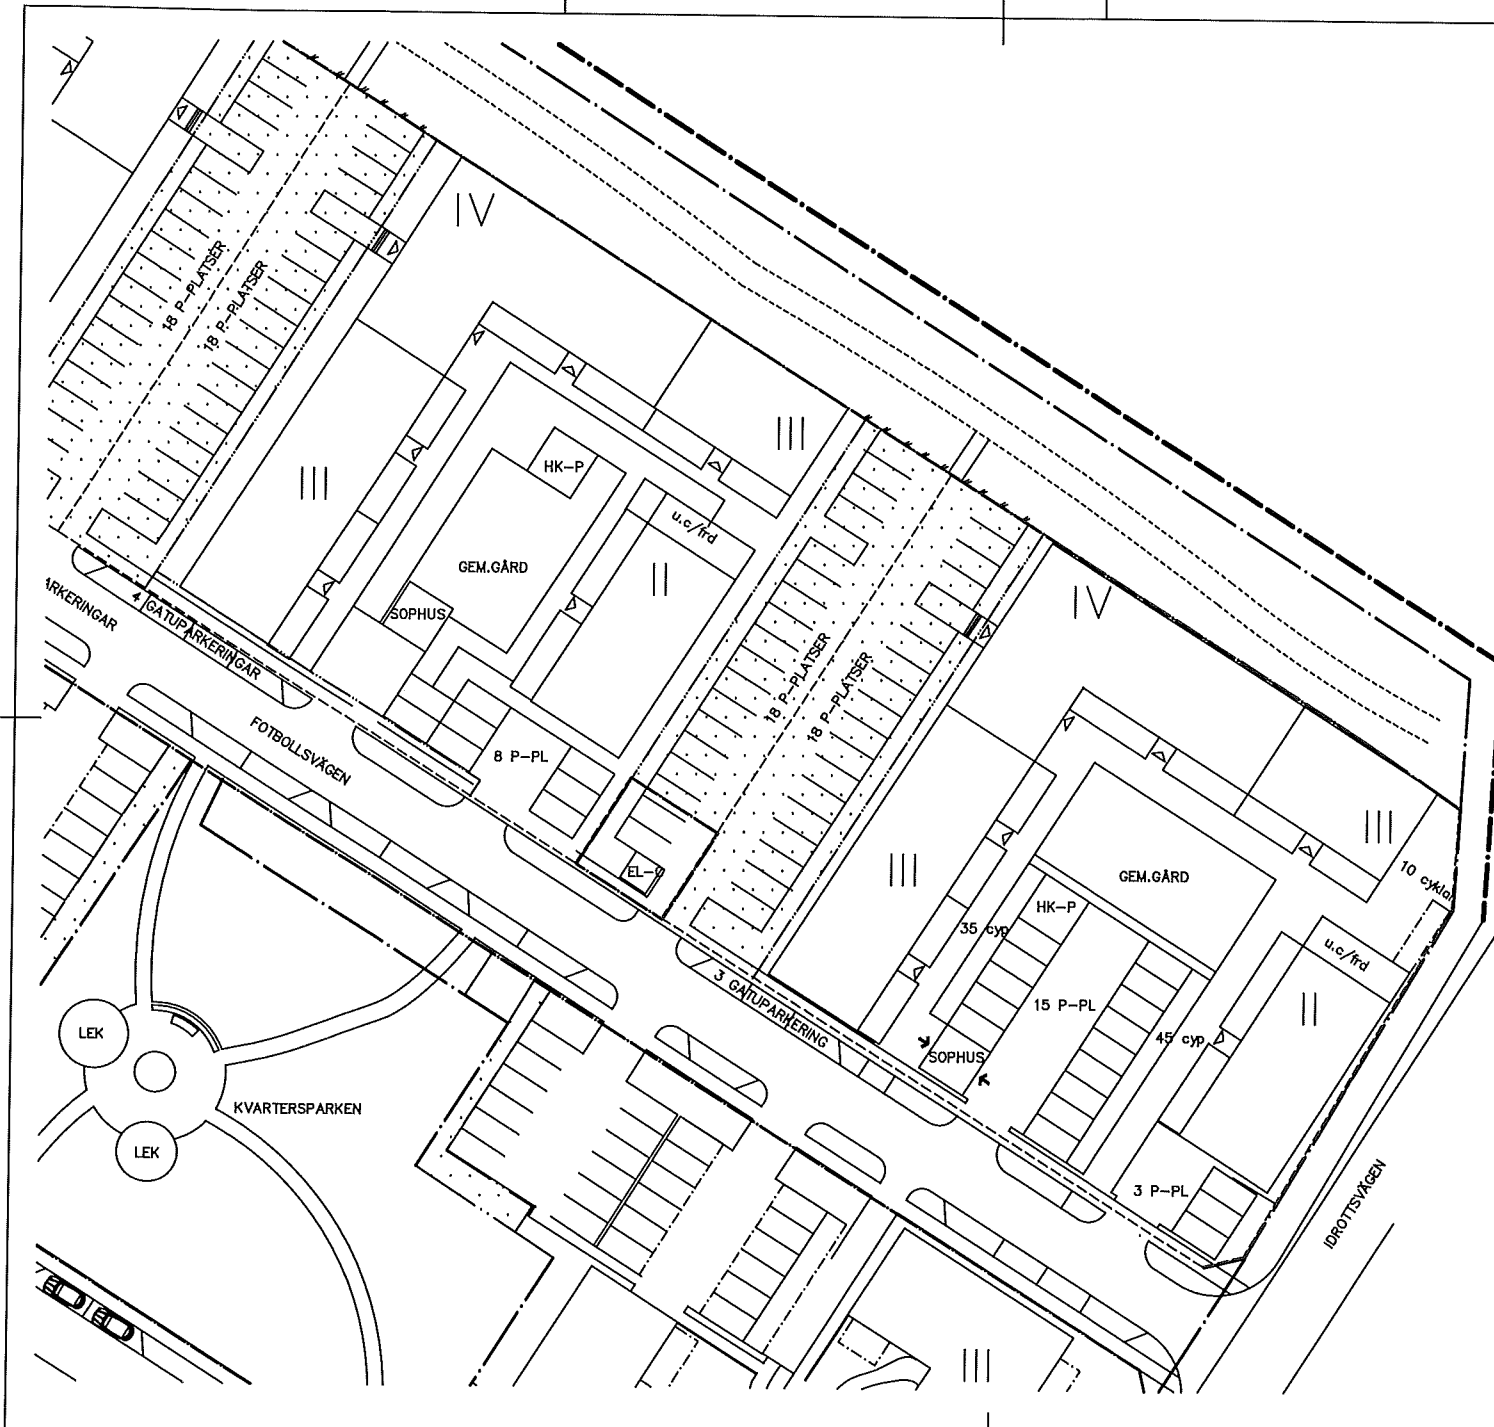 IV
18 P-PLATSER
18 P-PLATSER
III
III
HK-P
u.c/frd
GEM.GÅRD
II
SOPHUS
4 GATUPARKERINGAR
FOTBOLLSVÄGEN
8 P-PL
EL-C
18 P-PLATSER
18 P-PLATSER
IV
III
III
10 cyklar
GEM.GÅRD
HK-P
35 cyp
u.c/frd
15 P-PL
45 cyp
II
SOPHUS
3 GATUPARKERING
3 P-PL
IDROTTSVÄGEN
LEK
LEK
KVARTERSPARKEN
III